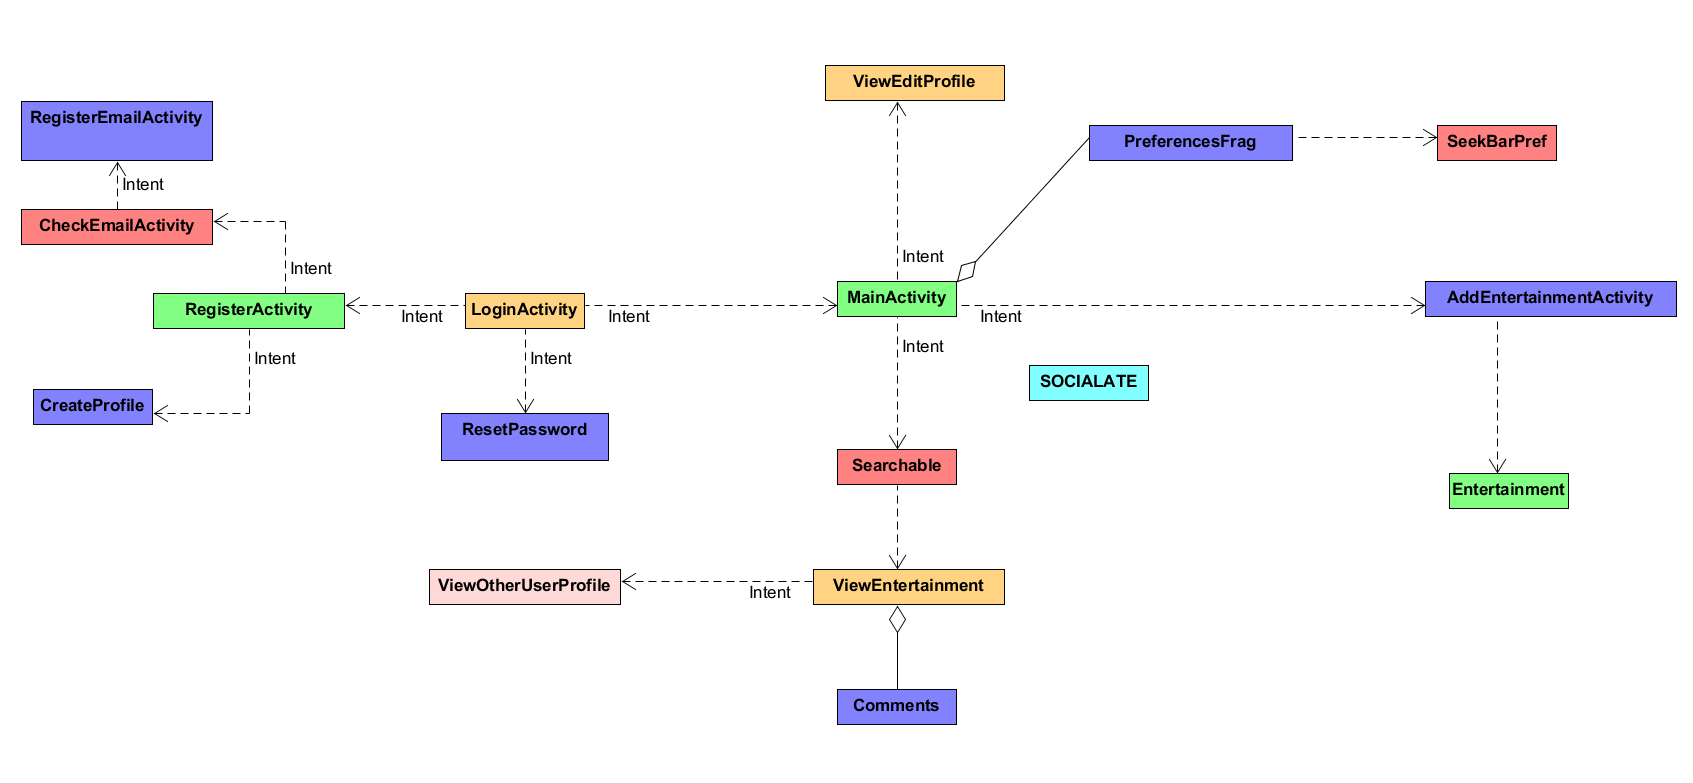 ViewEditProfile
RegisterEmailActivity
PreferencesFrag
SeekBarPref
Intent
CheckEmailActivity
Intent
Intent
MainActivity
AddEntertainmentActivity
RegisterActivity
LoginActivity
Intent
Intent
Intent
Intent
Intent
Intent
SOCIALATE
CreateProfile
ResetPassword
Searchable
Entertainment
ViewOtherUserProfile
ViewEntertainment
Intent
Comments